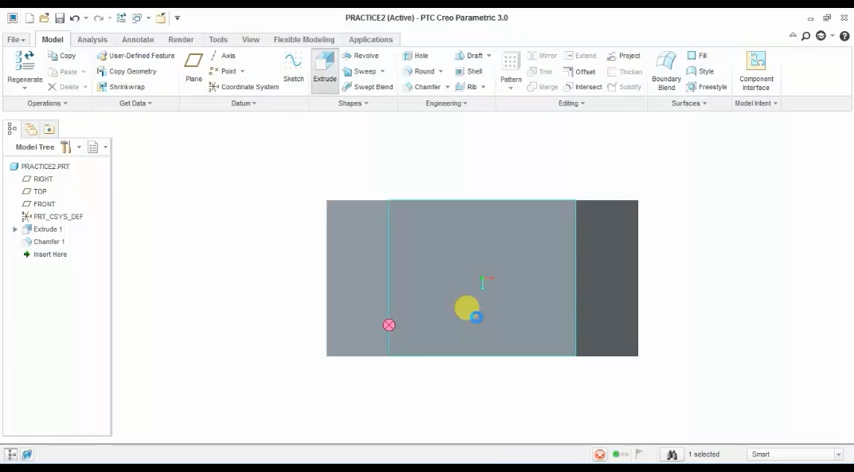 PRACTICE2 (Active) - PTC Creo Parametric 3.0
File Model Analysis Annotate Render Tools View Flexible Modeling Applications
Copy User-Defined Feature Axis Revolve Hole Draft Mirror Extend Project Fill
Paste Copy Geometry Point Sweep Round Shell Trim Offset Thicken Style
Regenerate Delete Shrinkwrap Plane Coordinate System Sketch Extrude Swept Blend Chamfer Rib Pattern Merge Intersect Solidify Boundary Blend Freestyle Component Interface
Operations Get Data Datum Shapes Engineering Editing Surfaces Model Intent
Model Tree
PRACTICE2.PRT
RIGHT
TOP
FRONT
PRT_CSYS_DEF
Extrude 1
Chamfer 1
Insert Here
1 selected Smart